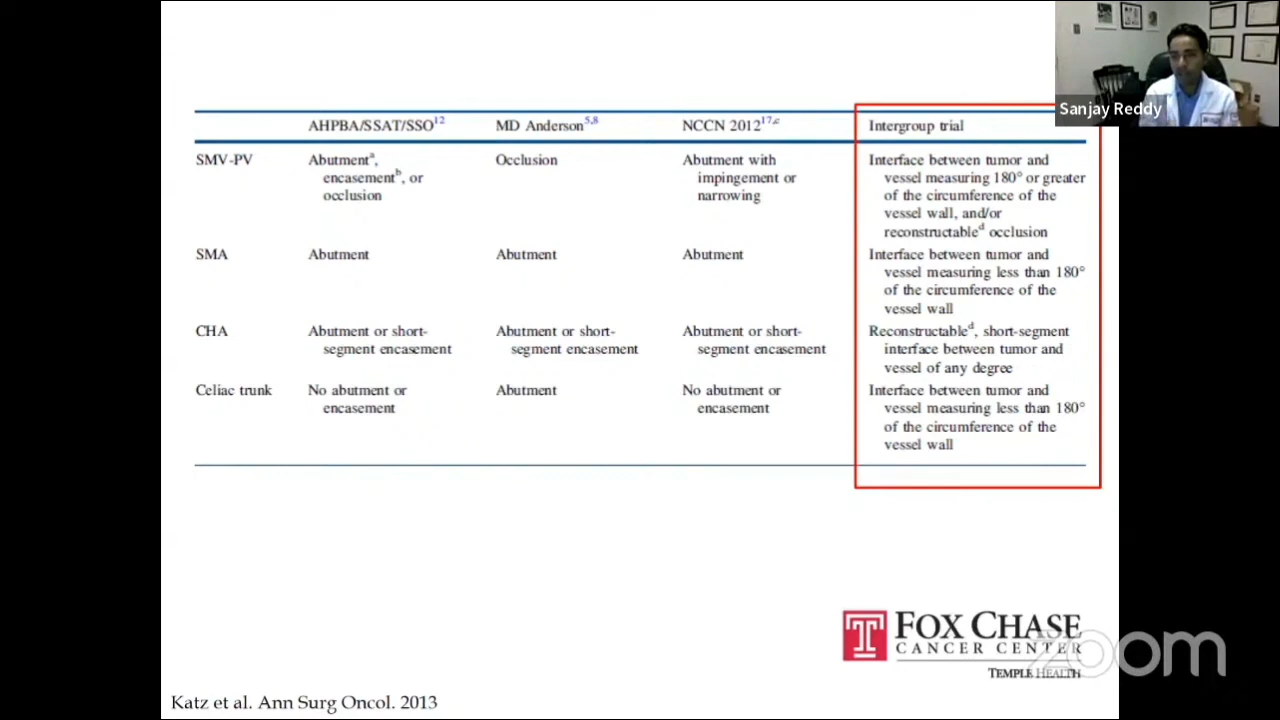 Sanjay Reddy
AHPBA/SSAT/SSO12 MD Anderson5,8 NCCN 201217,c Intergroup trial
SMV-PV Abutmenta, Occlusion Abutment with Interface between tumor and
encasementb, or impingement or vessel measuring 180° or greater
occlusion narrowing of the circumference of the
vessel wall, and/or
reconstructabled occlusion
SMA Abutment Abutment Abutment Interface between tumor and
vessel measuring less than 180°
of the circumference of the
vessel wall
CHA Abutment or short- Abutment or short- Abutment or short- Reconstructabled, short-segment
segment encasement segment encasement segment encasement interface between tumor and
vessel of any degree
Celiac trunk No abutment or Abutment No abutment or Interface between tumor and
encasement encasement vessel measuring less than 180°
of the circumference of the
vessel wall
FOX CHASE
CANCER CENTER
TEMPLE HEALTH
zoom
Katz et al. Ann Surg Oncol. 2013